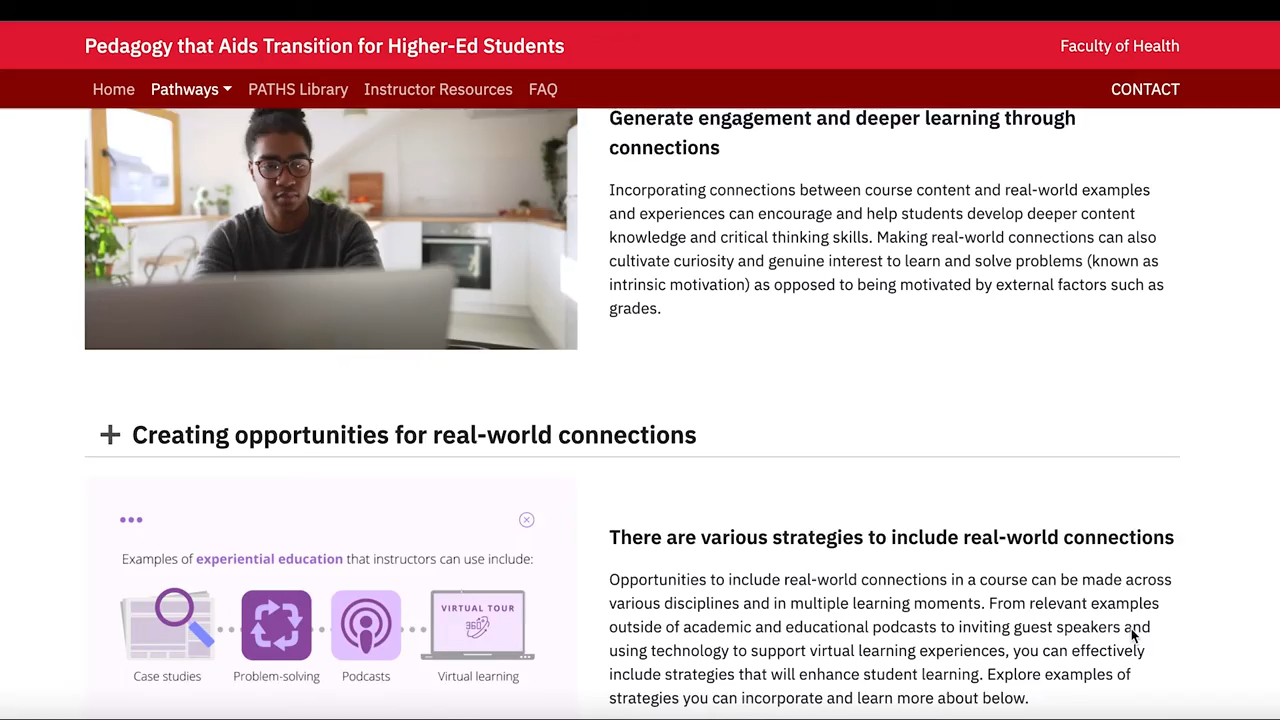 Pedagogy that Aids Transition for Higher-Ed Students
Faculty of Health
Home Pathways PATHS Library Instructor Resources FAQ
CONTACT
Generate engagement and deeper learning through
connections
Incorporating connections between course content and real-world examples
and experiences can encourage and help students develop deeper content
knowledge and critical thinking skills. Making real-world connections can also
cultivate curiosity and genuine interest to learn and solve problems (known as
intrinsic motivation) as opposed to being motivated by external factors such as
grades.
+ Creating opportunities for real-world connections
Examples of experiential education that instructors can use include:
VIRTUAL TOUR
360°
Case studies
Problem-solving
Podcasts
Virtual learning
There are various strategies to include real-world connections
Opportunities to include real-world connections in a course can be made across
various disciplines and in multiple learning moments. From relevant examples
outside of academic and educational podcasts to inviting guest speakers and
using technology to support virtual learning experiences, you can effectively
include strategies that will enhance student learning. Explore examples of
strategies you can incorporate and learn more about below.